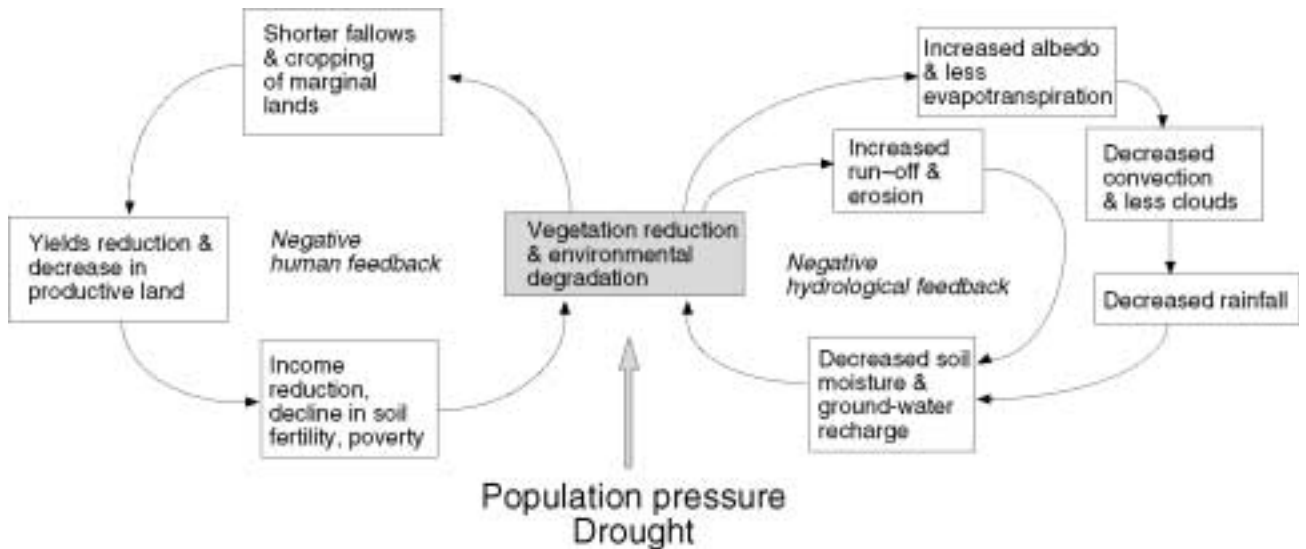 Shorter fallows
& cropping
of marginal
lands
Increased albedo
& less
evapotranspiration
Increased
run-off &
erosion
Decreased
convection
& less clouds
Yields reduction &
decrease in
productive land
Negative
human feedback
Vegetation reduction
& environmental
degradation
Negative
hydrological feedback
Decreased rainfall
Income
reduction,
decline in soil
fertility, poverty
Decreased soil
moisture &
ground-water
recharge
Population pressure
Drought